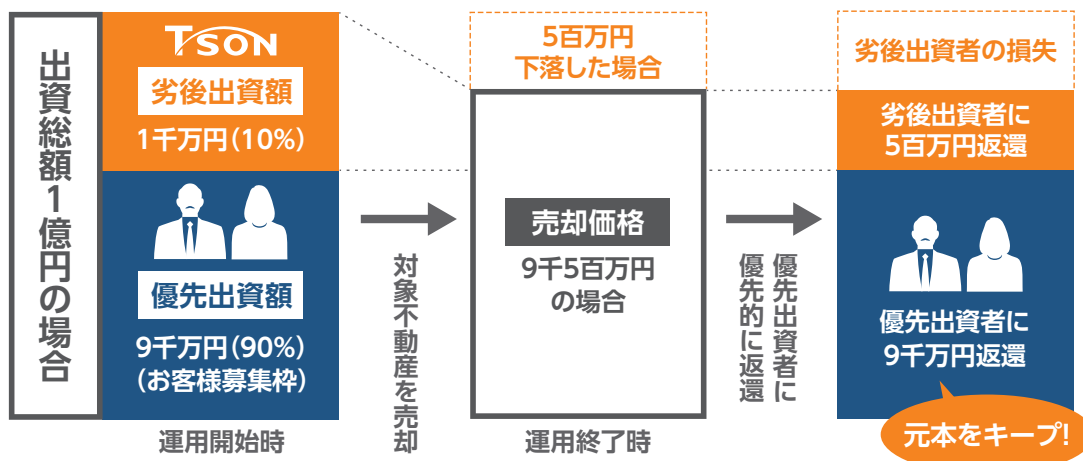 出資総額1億円の場合
TSON
劣後出資額
1千万円(10%)
優先出資額
9千万円(90%)
(お客様募集枠)
運用開始時
対象不動産を売却
5百万円
下落した場合
売却価格
9千5百万円
の場合
運用終了時
優先出資者に
優先的に返還
劣後出資者の損失
劣後出資者に
5百万円返還
優先出資者に
9千万円返還
元本をキープ!